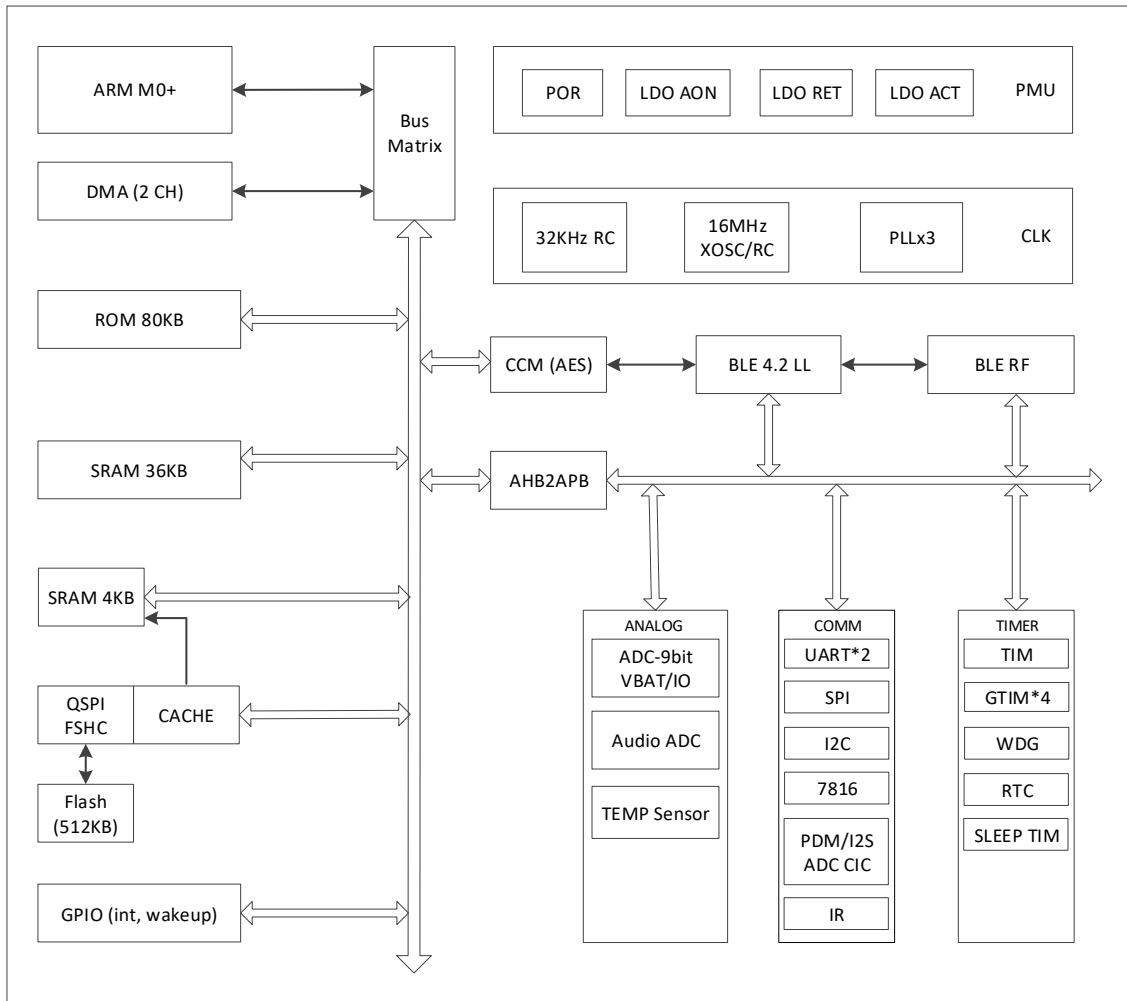 ARM M0+
Bus
Matrix
DMA (2 CH)
POR
LDO AON
LDO RET
LDO ACT
PMU
32KHz RC
16MHz
XOSC/RC
PLLx3
CLK
ROM 80KB
CCM (AES)
BLE 4.2 LL
BLE RF
SRAM 36KB
AHB2APB
SRAM 4KB
QSPI
FSHC
CACHE
Flash
(512KB)
GPIO (int, wakeup)
ANALOG
ADC-9bit
VBAT/IO
Audio ADC
TEMP Sensor
COMM
UART*2
SPI
I2C
7816
PDM/I2S
ADC CIC
IR
TIMER
TIM
GTIM*4
WDG
RTC
SLEEP TIM